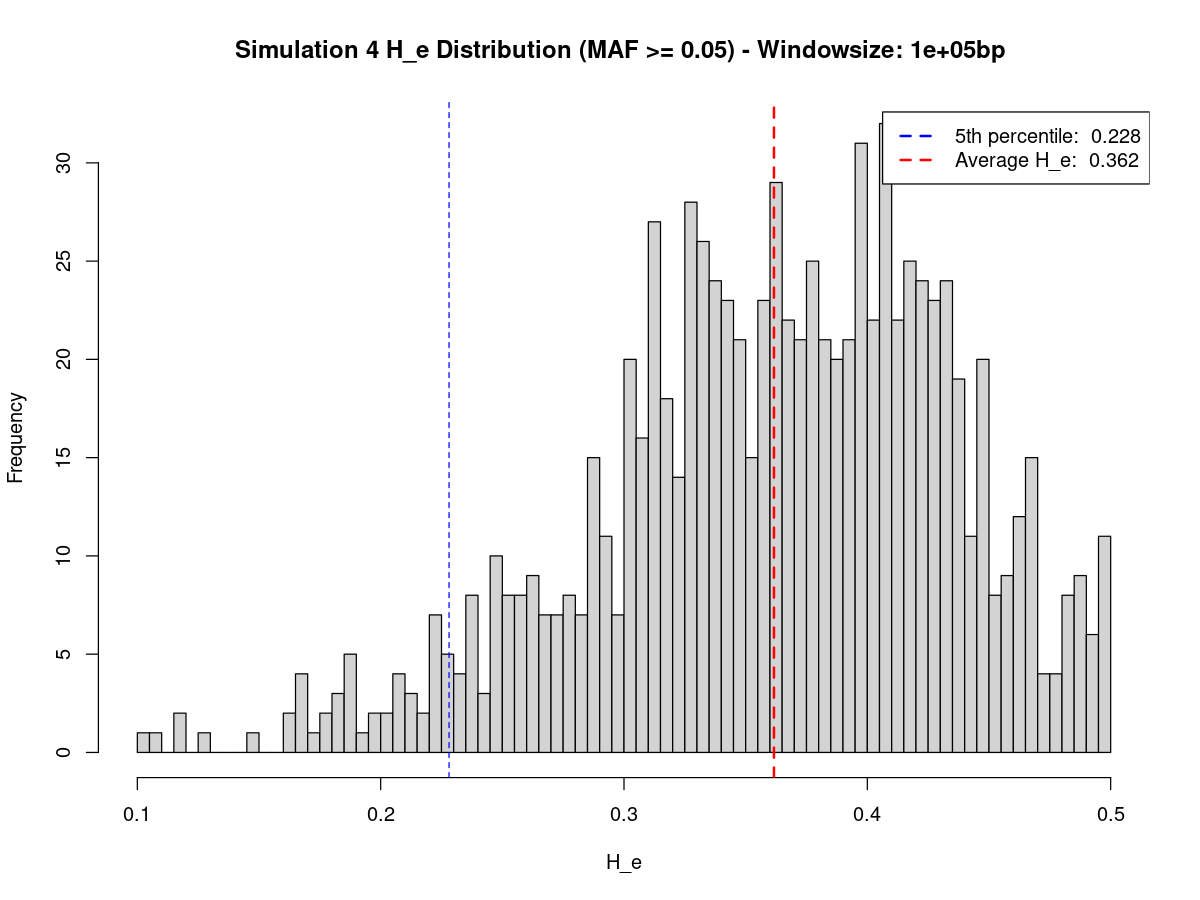 Simulation 4 H_e Distribution (MAF >= 0.05) - Windowsize: 1e+05bp
5th percentile: 0.228
Average H_e: 0.362
Frequency
30
25
20
15
10
5
0
0.1 0.2 0.3 0.4 0.5
H_e